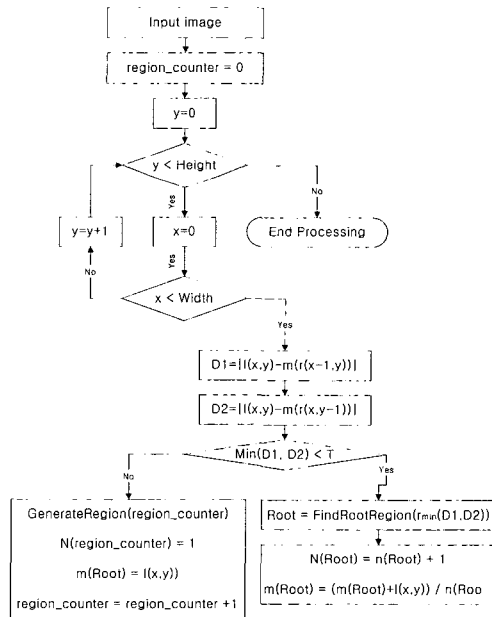 Input image
region_counter = 0
y=0
y < Height
No
Yes
y=y+1
x=0
End Processing
Yes
No
x < Width
Yes
D1=|I(x,y)-m(r(x-1,y))|
D2=|I(x,y)-m(r(x,y-1))|
Min(D1, D2) < T
No
Yes
GenerateRegion(region_counter)
N(region_counter) = 1
m(Root) = I(x,y))
region_counter = region_counter +1
Root = FindRootRegion(rmin(D1,D2))
N(Root) = n(Root) + 1
m(Root) = (m(Root)+I(x,y)) / n(Roo